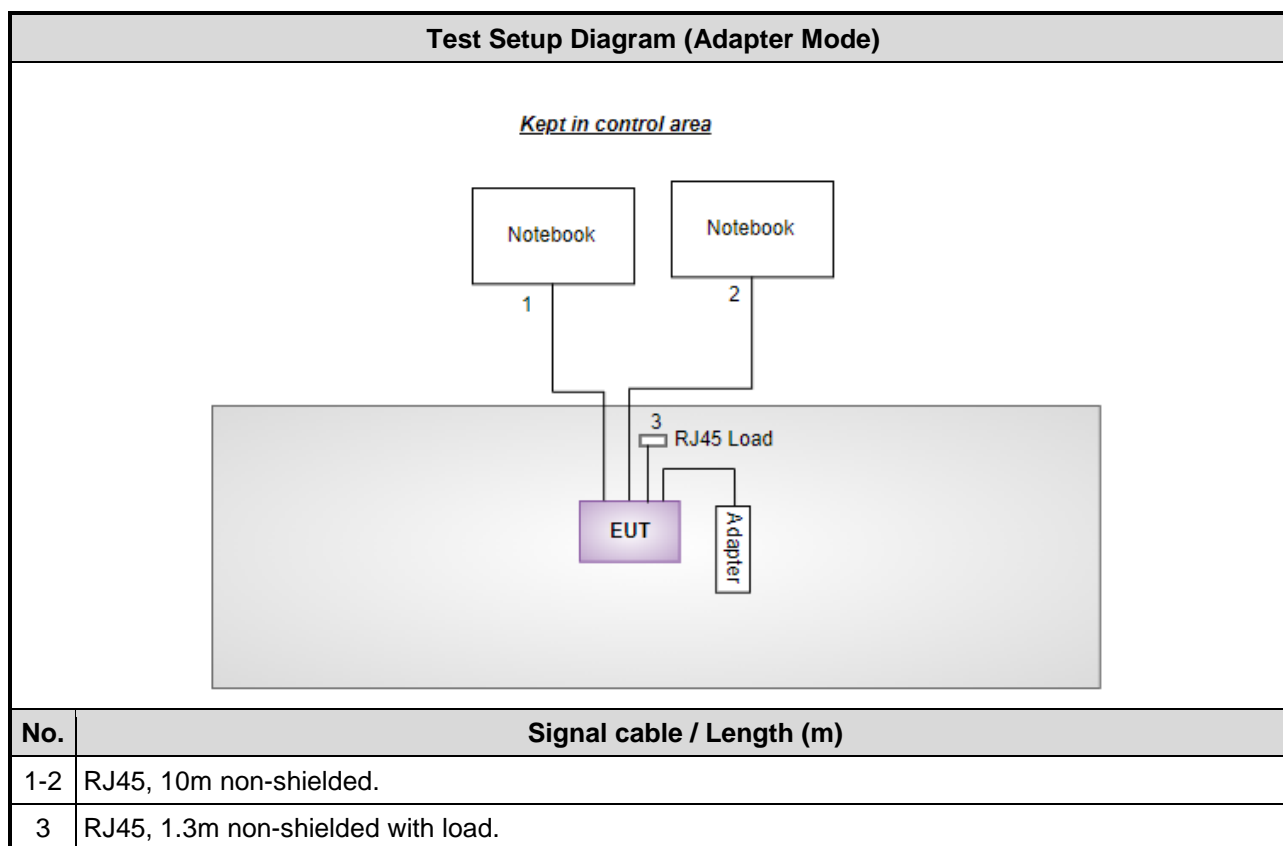 Test Setup Diagram (Adapter Mode)
Kept in control area
Notebook
Notebook
1
2
3
RJ45 Load
EUT
Adapter
No. Signal cable / Length (m)
1-2 RJ45, 10m non-shielded.
3 RJ45, 1.3m non-shielded with load.